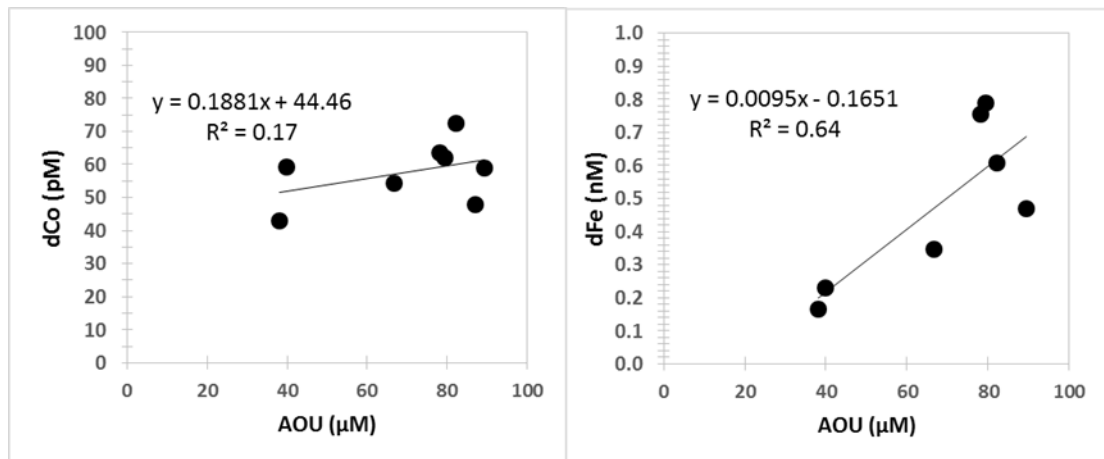 100
90
80
70
60
50
40
30
20
10
0
dCo (pM)
y = 0.1881x + 44.46
R² = 0.17
0 20 40 60 80 100
AOU (μM)
1.0
0.9
0.8
0.7
0.6
0.5
0.4
0.3
0.2
0.1
0.0
dFe (nM)
y = 0.0095x - 0.1651
R² = 0.64
0 20 40 60 80 100
AOU (μM)